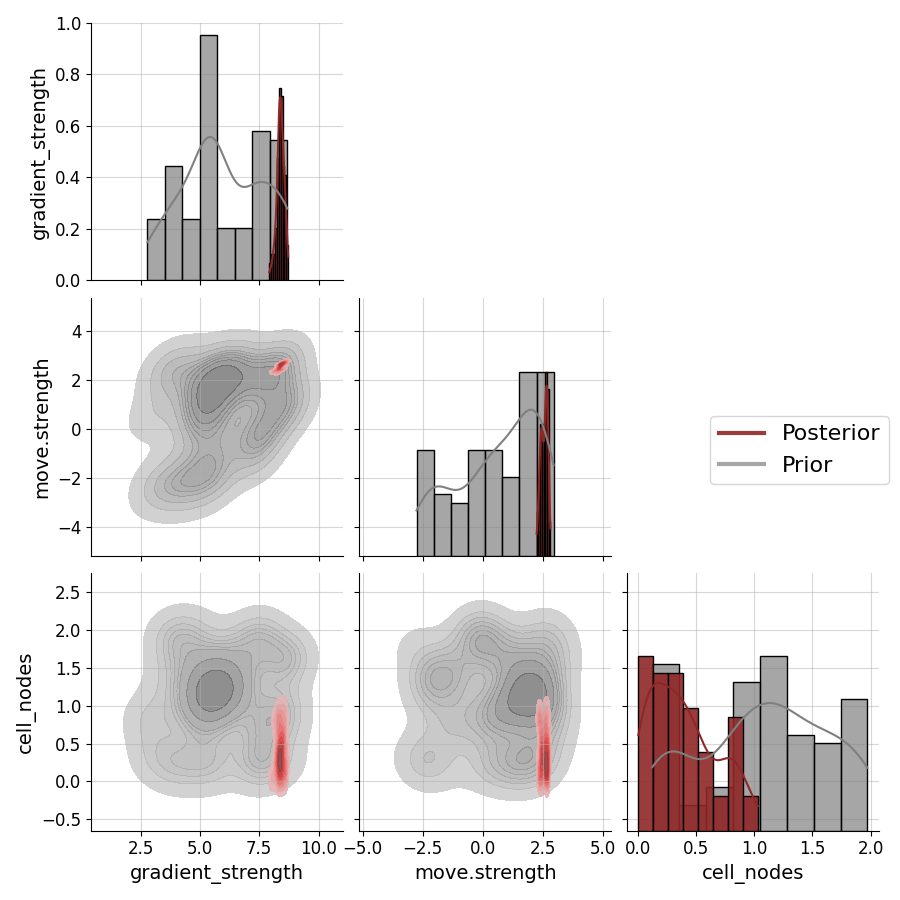 1.0
0.8
0.6
0.4
0.2
0.0
gradient_strength
4
2
0
−2
−4
move.strength
Posterior
Prior
2.5
2.0
1.5
1.0
0.5
0.0
−0.5
cell_nodes
2.5 5.0 7.5 10.0
−5.0 −2.5 0.0 2.5 5.0
0.0 0.5 1.0 1.5 2.0
gradient_strength
move.strength
cell_nodes